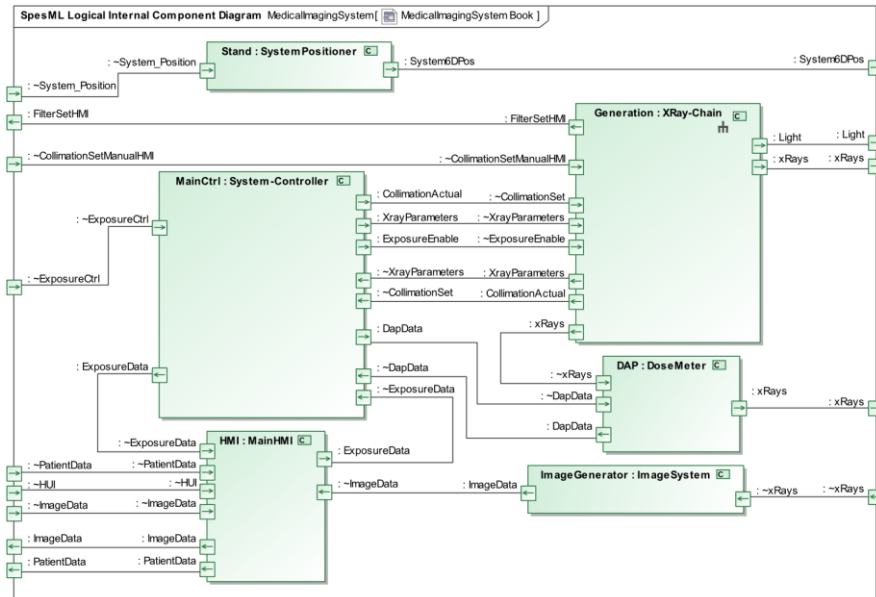 SpesML Logical Internal Component Diagram MedicalImagingSystem[ MedicalImagingSystem Book ]
Stand : SystemPositioner
: ~System_Position
: System6DPos
: System6DPos
: ~System_Position
: FilterSetHMI
: FilterSetHMI
Generation : XRay-Chain
: Light
: Light
: ~CollimationSetManualHMI
: ~CollimationSetManualHMI
: xRays
: xRays
MainCtrl : System-Controller
: CollimationActual
: ~CollimationSet
: ~ExposureCtrl
: XrayParameters
: ~XrayParameters
: ExposureEnable
: ~ExposureEnable
: ~ExposureCtrl
: ~XrayParameters
: XrayParameters
: ~CollimationSet
: CollimationActual
: DapData
: xRays
: ExposureData
: ~DapData
: ~ExposureData
DAP : DoseMeter
: ~xRays
: ~DapData
: xRays
: xRays
: DapData
: ~ExposureData
HMI : MainHMI
: ExposureData
: ~PatientData
: ~PatientData
: ~HUI
: ~HUI
: ~ImageData
: ImageData
ImageGenerator : ImageSystem
: ~xRays
: ~xRays
: ~ImageData
: ~ImageData
: ImageData
: ImageData
: PatientData
: PatientData